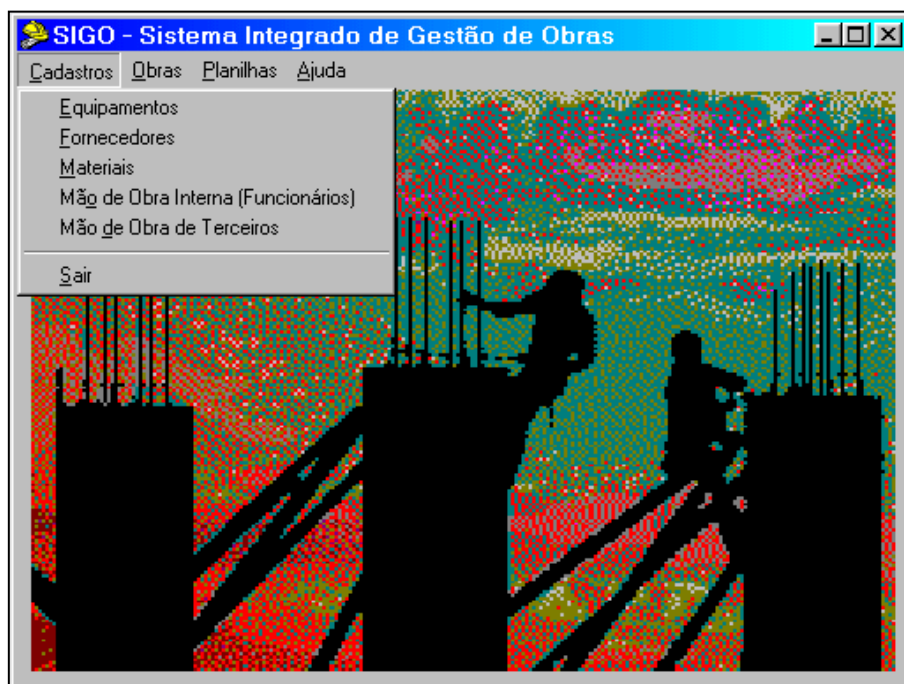 SIGO - Sistema Integrado de Gestão de Obras
Cadastros Obras Planilhas Ajuda
Equipamentos
Fornecedores
Materiais
Mão de Obra Interna (Funcionários)
Mão de Obra de Terceiros
Sair